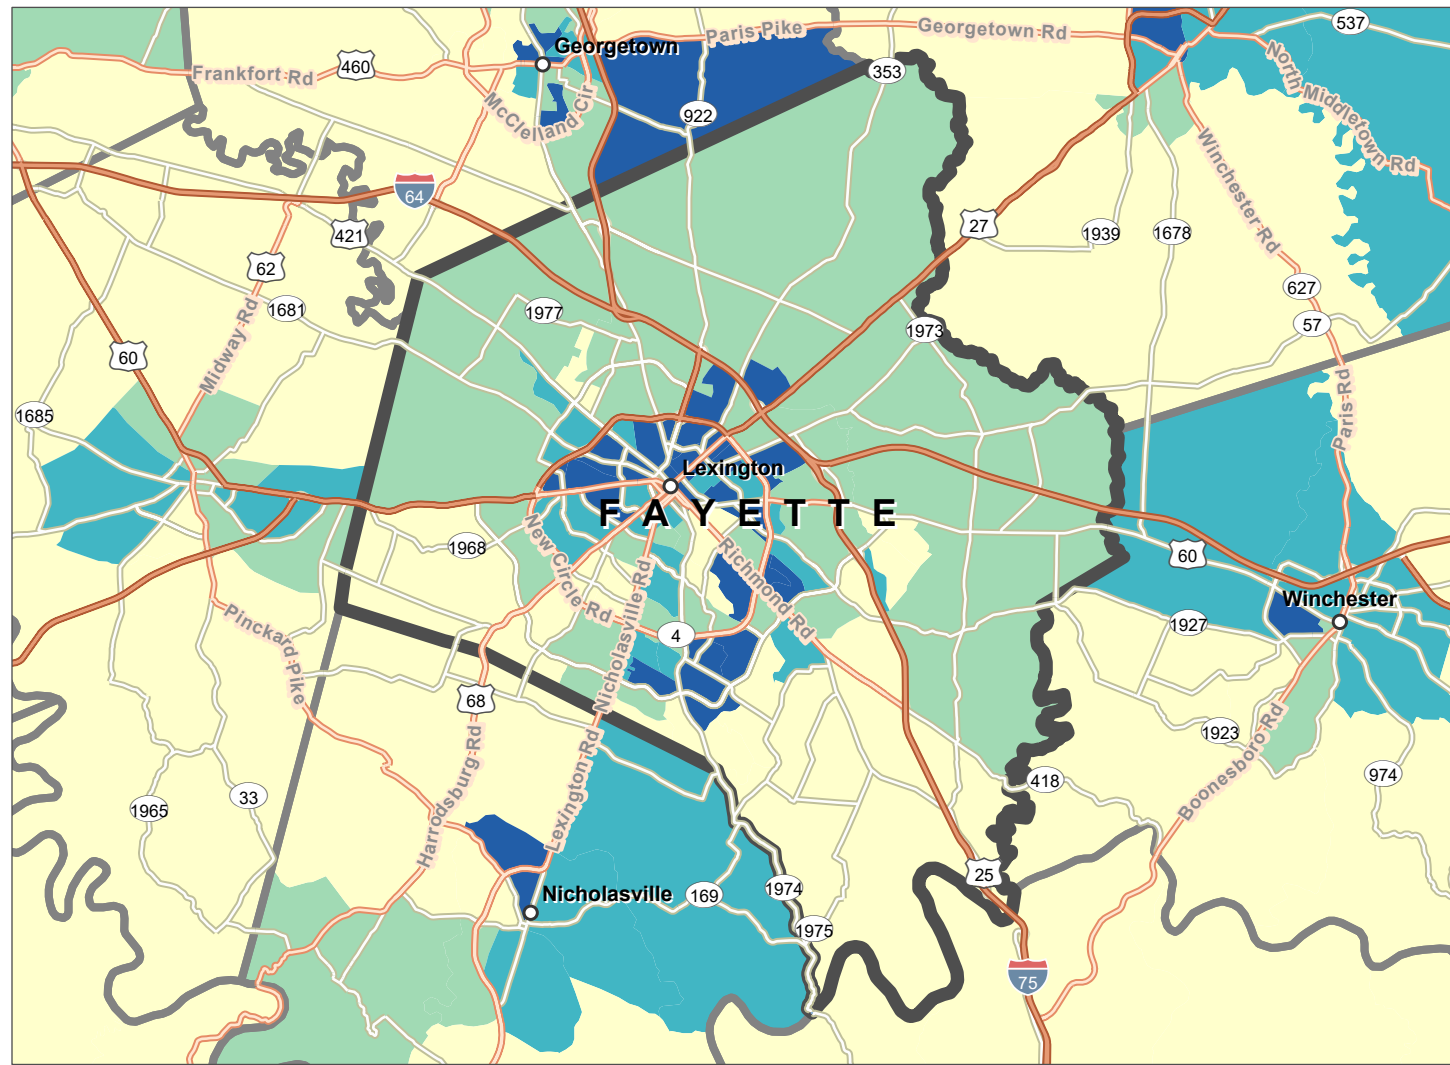 537
Georgetown
Paris Pike
Georgetown Rd
Frankfort Rd
460
353
North Middletown Rd
McClelland Cir
922
Winchester Rd
64
421
27
1939
1678
62
627
1681
1977
57
1973
60
Midway Rd
Paris Rd
1685
Lexington
FAYETTE
1968
New Circle Rd
Richmond Rd
60
Nicholasville Rd
Winchester
Pinckard Pike
4
1927
68
1923
Boonesboro Rd
Harrodsburg Rd
Lexington Rd
418
974
33
1965
25
Nicholasville
169
1974
1975
75